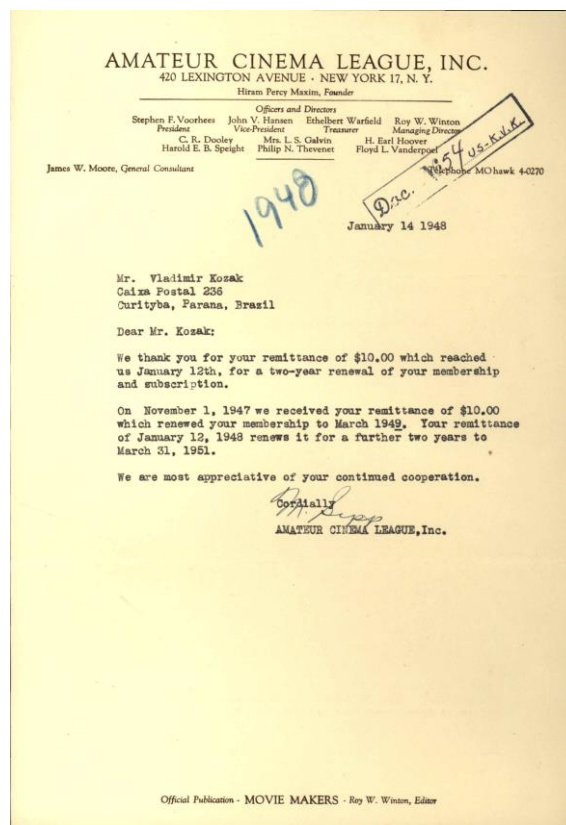 AMATEUR CINEMA LEAGUE, INC.
420 LEXINGTON AVENUE · NEW YORK 17, N. Y.
Hiram Percy Maxim, Founder
Officers and Directors
Stephen F. Voorhees John V. Hansen Ethelbert Warfield Roy W. Winton
President Vice-President Treasurer Managing Director
C. R. Dooley Mrs. L. S. Galvin H. Earl Hoover
Harold E. B. Speight Philip N. Thevenet Floyd L. Vanderpoel
James W. Moore, General Consultant Telephone MOhawk 4-0270
Doc. 54 US-K.V.K.
1948
January 14 1948
Mr. Vladimir Kozak
Caixa Postal 236
Curityba, Parana, Brazil
Dear Mr. Kozak:
We thank you for your remittance of $10.00 which reached
us January 12th, for a two-year renewal of your membership
and subscription.
On November 1, 1947 we received your remittance of $10.00
which renewed your membership to March 1949. Your remittance
of January 12, 1948 renews it for a further two years to
March 31, 1951.
We are most appreciative of your continued cooperation.
Cordially
M. Sipp
AMATEUR CINEMA LEAGUE,Inc.
Official Publication - MOVIE MAKERS - Roy W. Winton, Editor